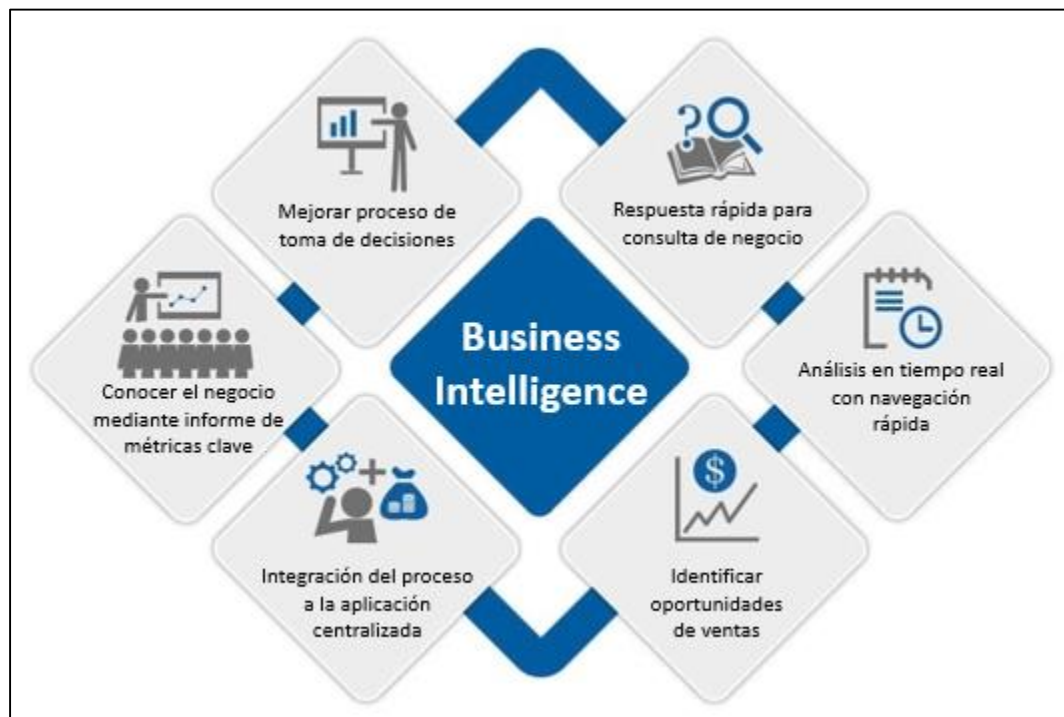 Mejorar proceso de
toma de decisiones
Respuesta rápida para
consulta de negocio
Conocer el negocio
mediante informe de
métricas clave
Business
Intelligence
Análisis en tiempo real
con navegación
rápida
Integración del proceso
a la aplicación
centralizada
Identificar
oportunidades
de ventas